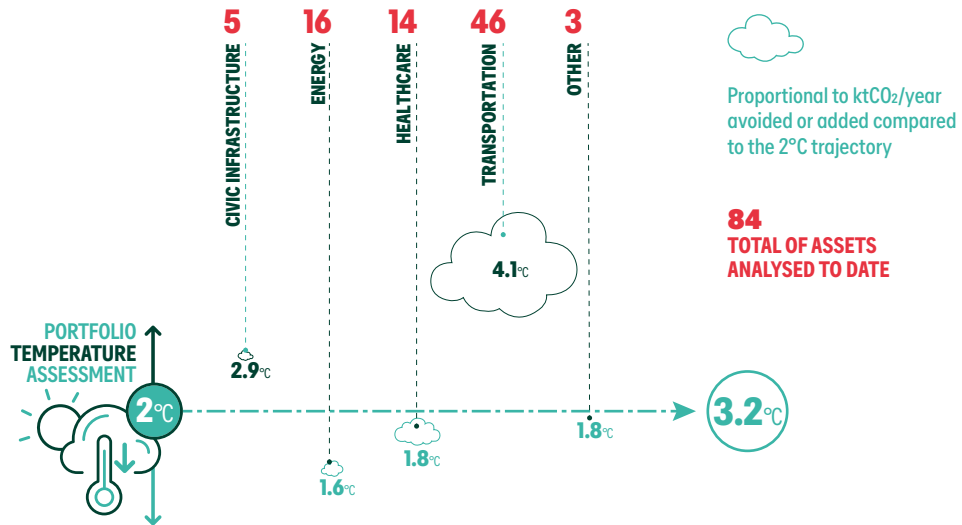 5
16
14
46
3
CIVIC INFRASTRUCTURE
ENERGY
HEALTHCARE
TRANSPORTATION
OTHER
Proportional to ktCO₂/year
avoided or added compared
to the 2°C trajectory
84
TOTAL OF ASSETS
ANALYSED TO DATE
4.1°C
PORTFOLIO
TEMPERATURE
ASSESSMENT
2.9°C
2°C
3.2°C
1.8°C
1.8°C
1.6°C